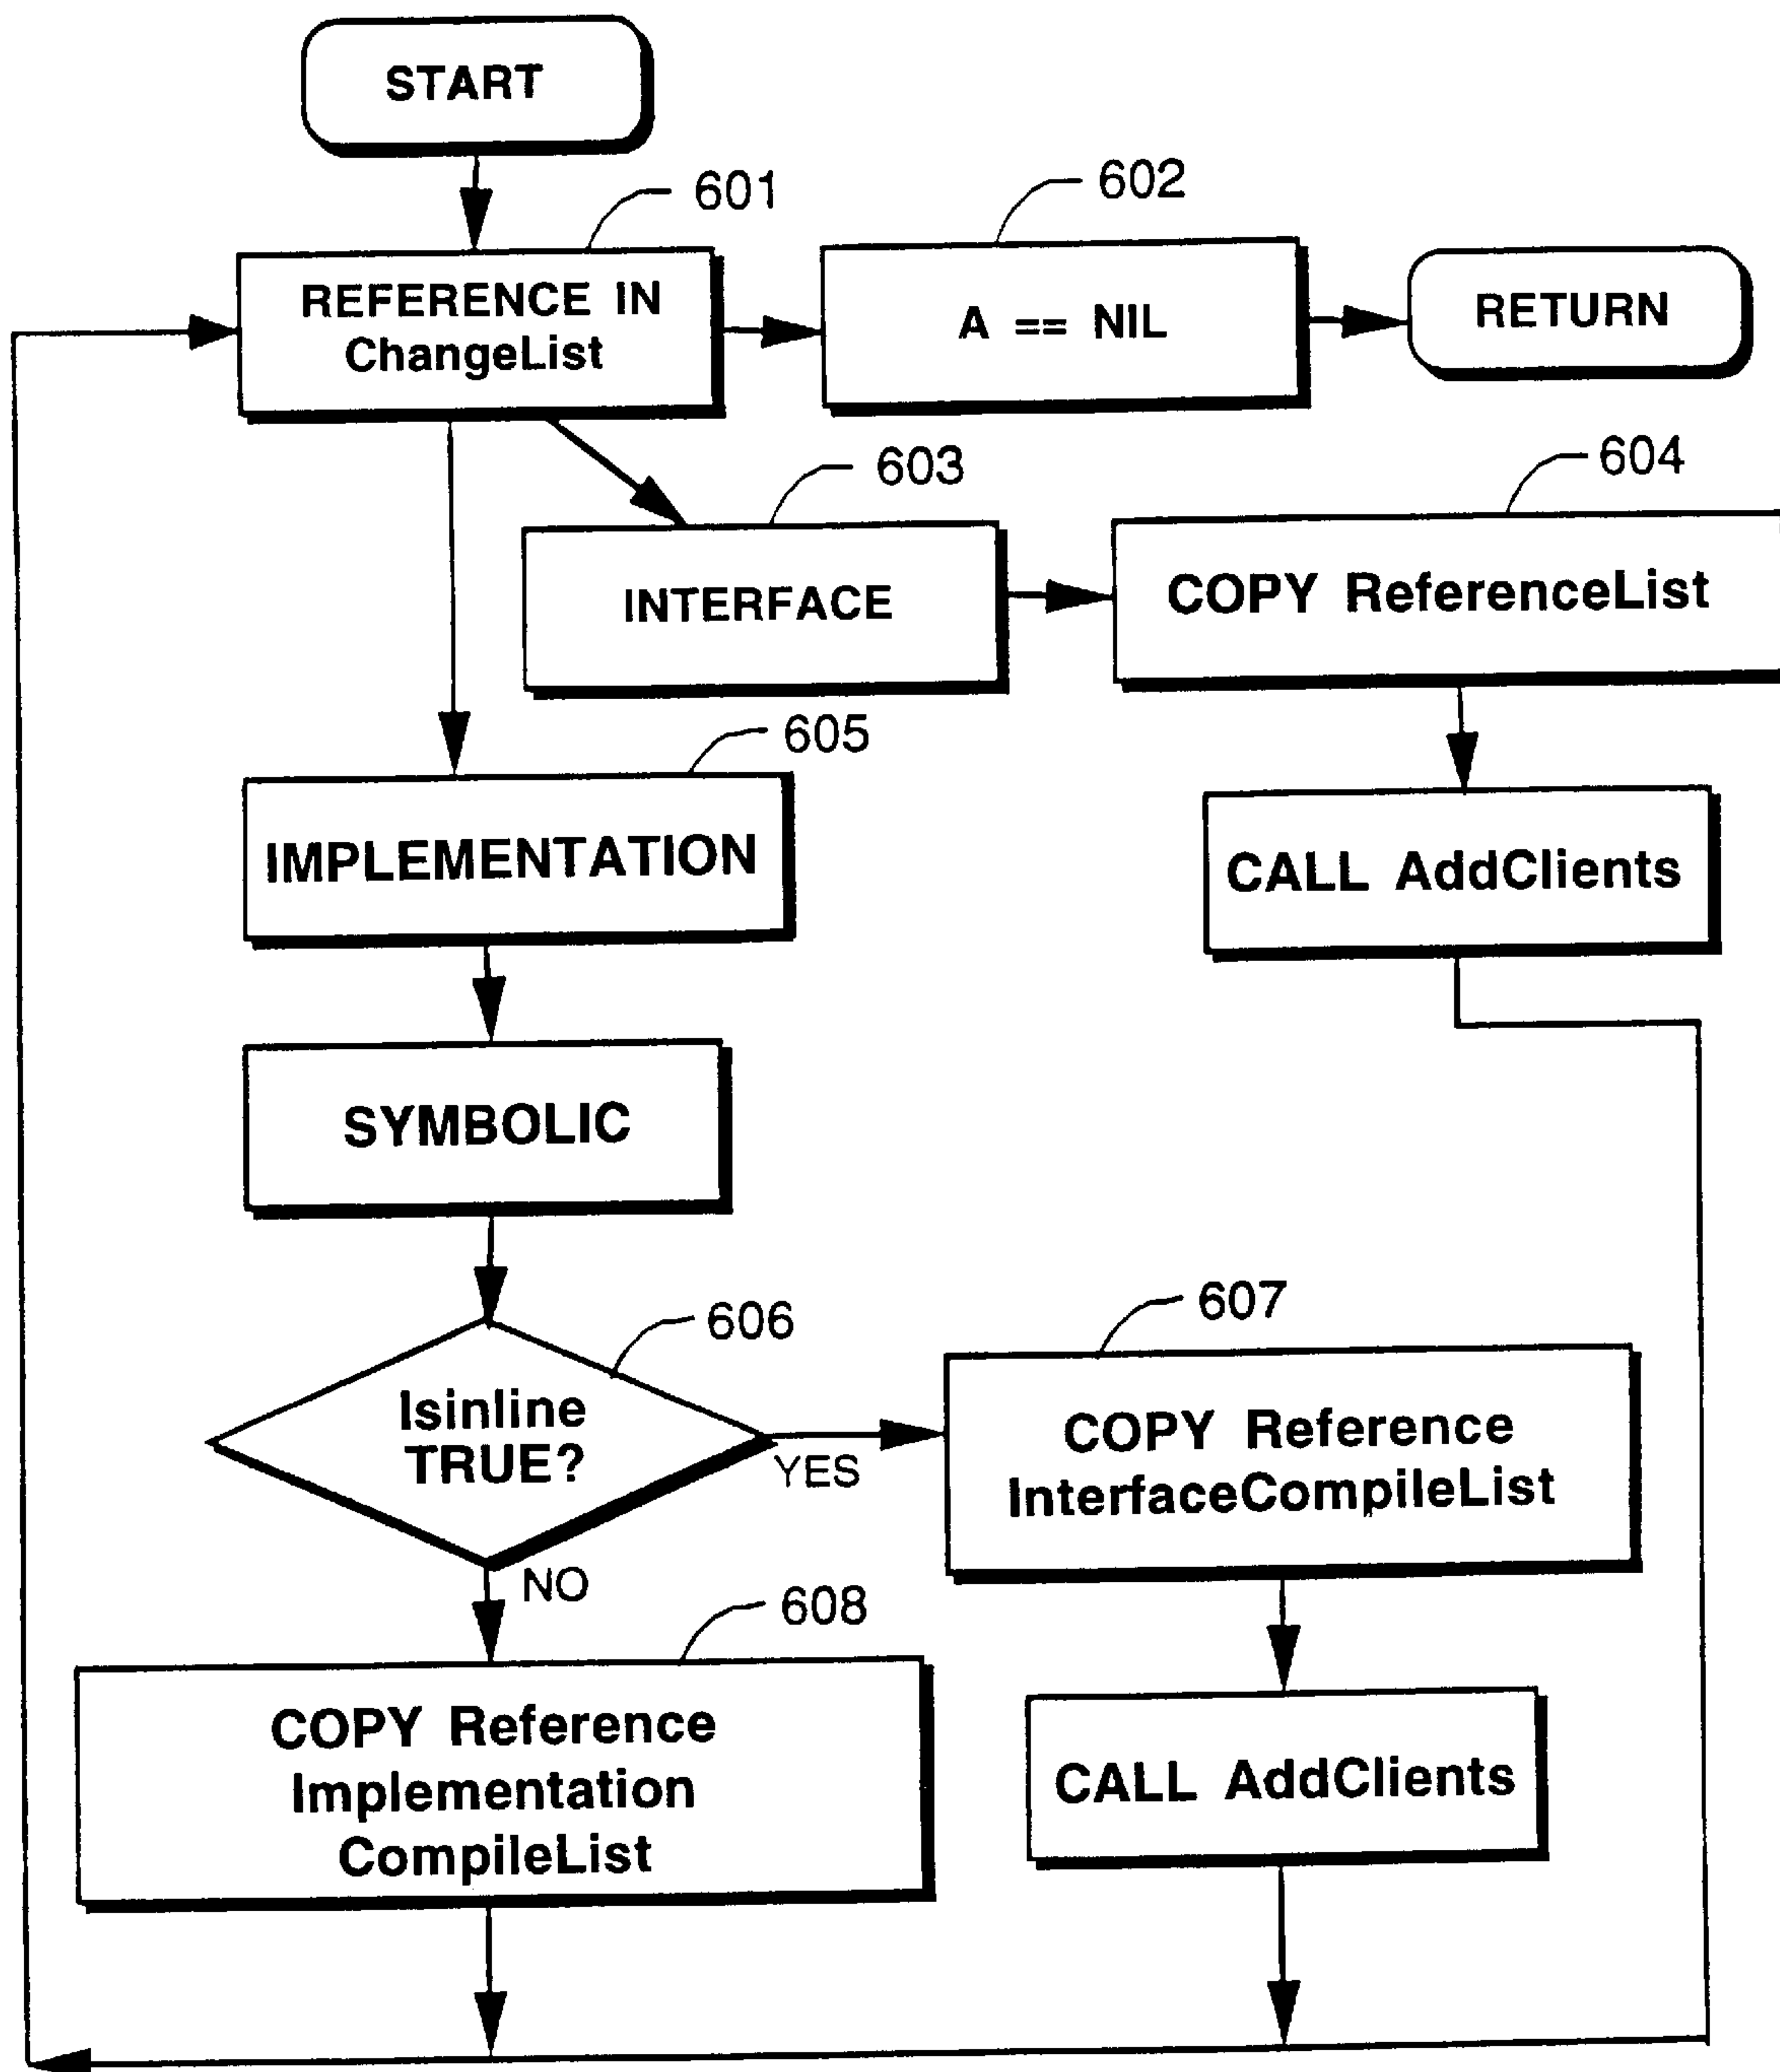 START
601
602
REFERENCE IN
ChangeList
A == NIL
RETURN
603
604
INTERFACE
COPY ReferenceList
605
IMPLEMENTATION
CALL AddClients
SYMBOLIC
606
607
Isinline
TRUE?
YES
COPY Reference
InterfaceCompileList
NO
608
COPY Reference
Implementation
CompileList
CALL AddClients